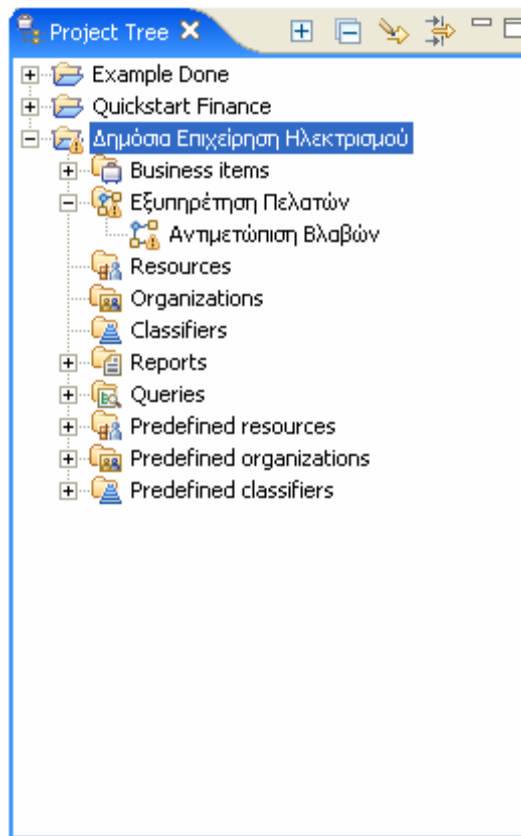 Project Tree
Example Done
Quickstart Finance
Δημόσια Επιχείρηση Ηλεκτρισμού
Business items
Εξυπηρέτηση Πελατών
Αντιμετώπιση Βλαβών
Resources
Organizations
Classifiers
Reports
Queries
Predefined resources
Predefined organizations
Predefined classifiers